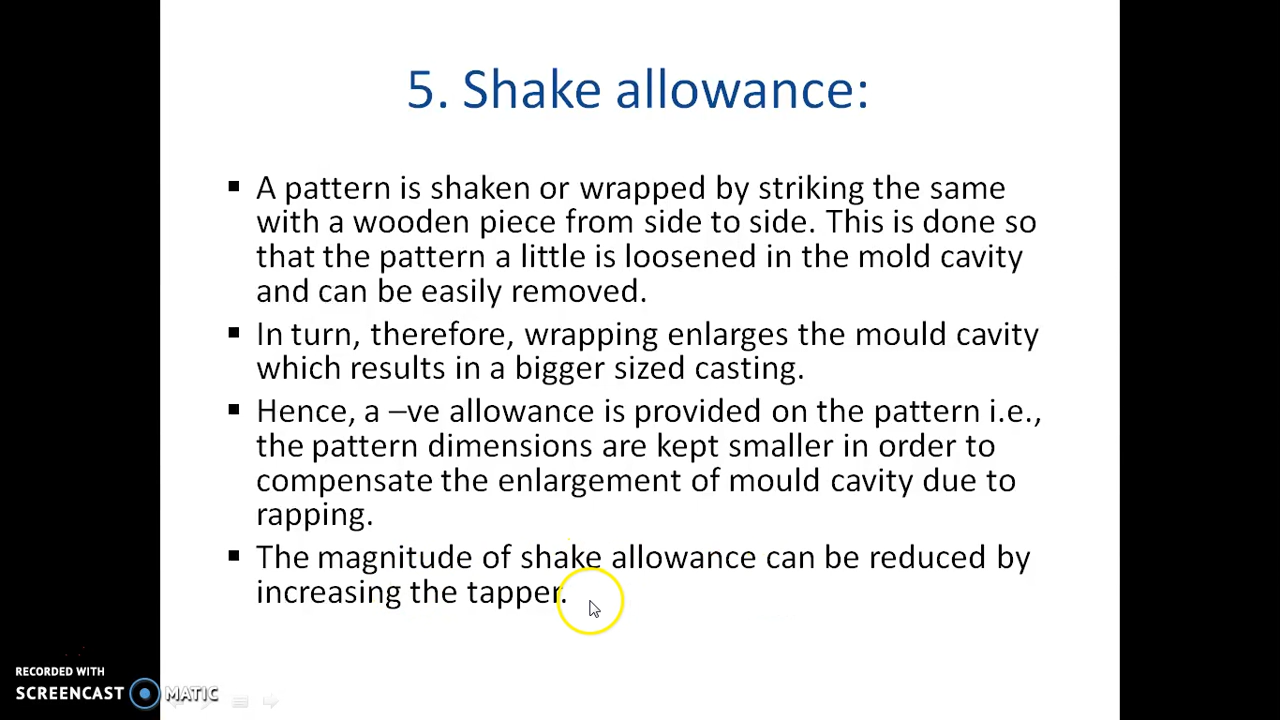 5. Shake allowance:
▪ A pattern is shaken or wrapped by striking the same
with a wooden piece from side to side. This is done so
that the pattern a little is loosened in the mold cavity
and can be easily removed.
▪ In turn, therefore, wrapping enlarges the mould cavity
which results in a bigger sized casting.
▪ Hence, a –ve allowance is provided on the pattern i.e.,
the pattern dimensions are kept smaller in order to
compensate the enlargement of mould cavity due to
rapping.
▪ The magnitude of shake allowance can be reduced by
increasing the tapper.
RECORDED WITH
SCREENCAST MATIC